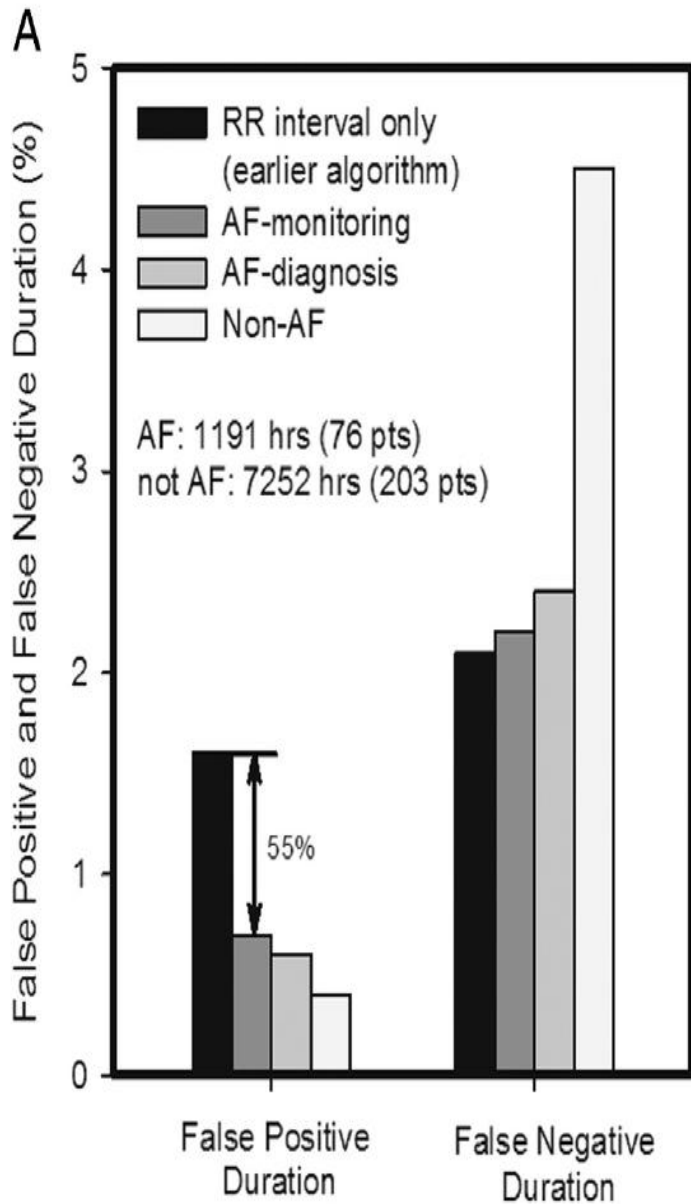 A
False Positive and False Negative Duration (%)
5
4
3
2
1
0
RR interval only
(earlier algorithm)
AF-monitoring
AF-diagnosis
Non-AF
AF: 1191 hrs (76 pts)
not AF: 7252 hrs (203 pts)
55%
False Positive
Duration
False Negative
Duration